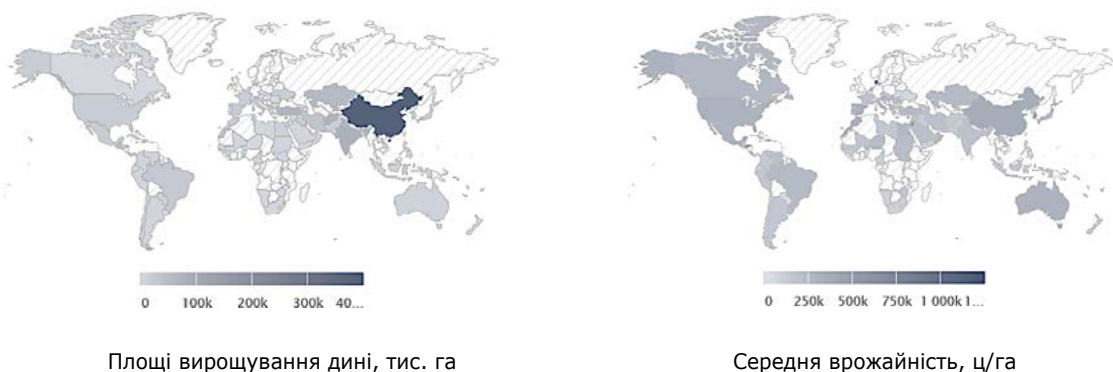 0 100k 200k 300k 40...
0 250k 500k 750k 1 000k 1...
Площі вирощування дині, тис. га
Середня врожайність, ц/га